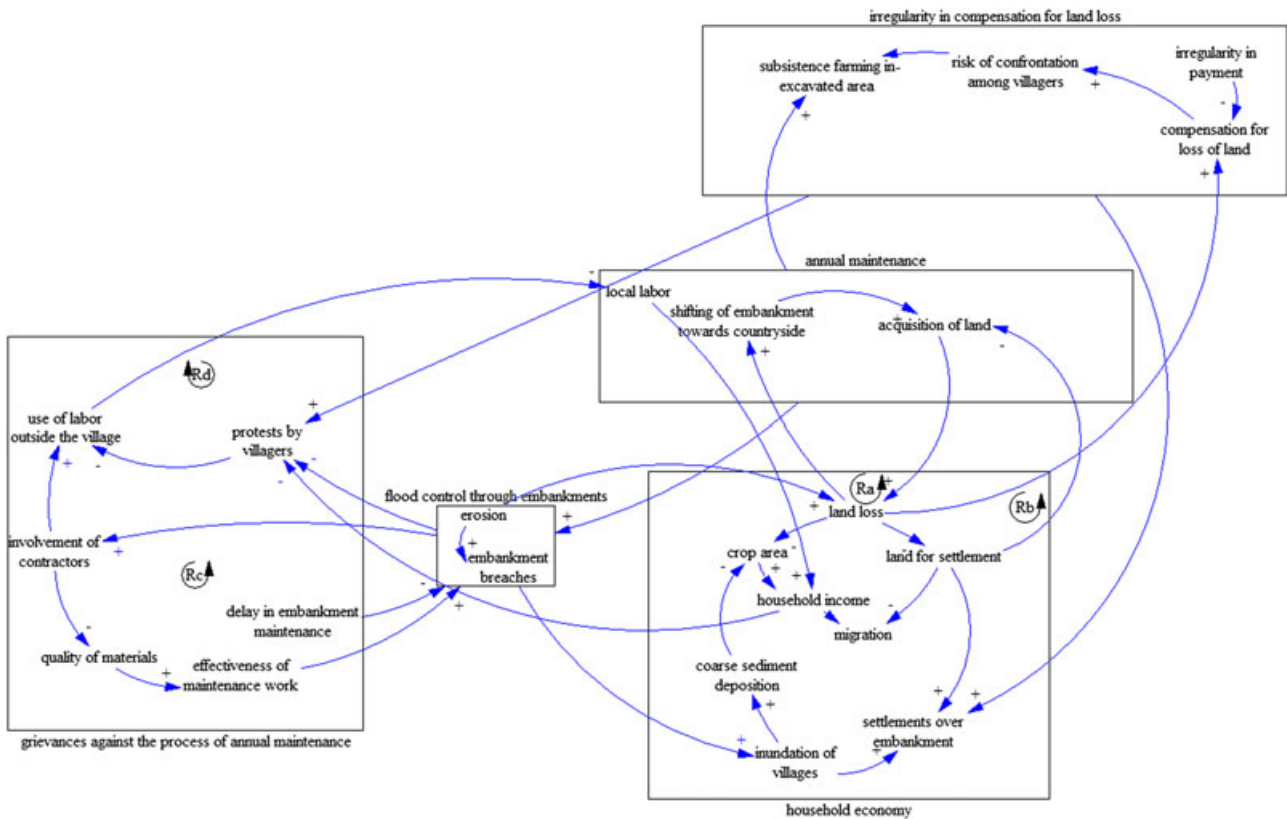 irregularity in compensation for land loss
subsistence farming in-
excavated area
risk of confrontation
among villagers
irregularity in
payment
+
+
-
compensation for
loss of land
+
annual maintenance
-
local labor
shifting of embankment
towards countryside
+
+
acquisition of land
-
Rd
+
use of labor
outside the village
+
-
protests by
villagers
-
-
flood control through embankments
erosion
+
embankment
breaches
+
-
+
involvement of
contractors
+
Rc
-
quality of materials
+
delay in embankment
maintenance
effectiveness of
maintenance work
grievances against the process of annual maintenance
Ra
+
Rb
+
land loss
-
-
crop area
-
+
+
land for settlement
household income
-
-
migration
coarse sediment
deposition
+
+
+
settlements over
embankment
+
+
inundation of
villages
household economy